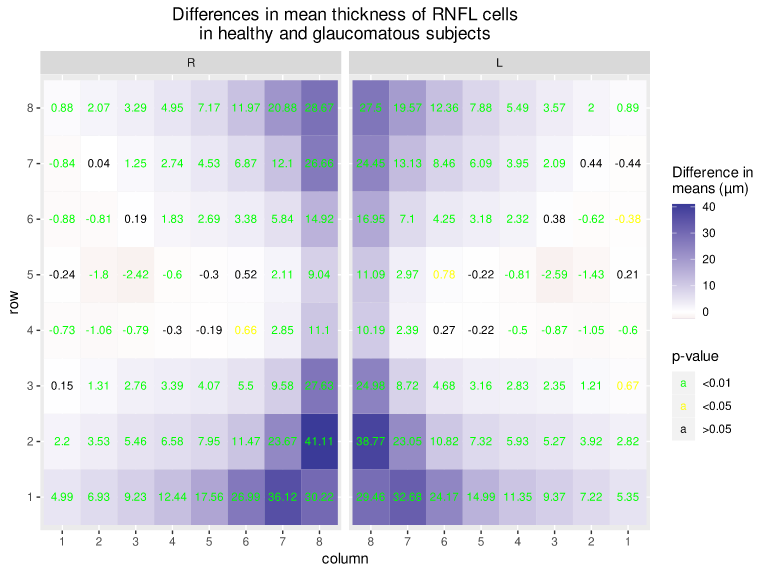 Differences in mean thickness of RNFL cells
in healthy and glaucomatous subjects
R L
8 0.88 2.07 3.29 4.95 7.17 11.97 19.57 12.36 7.88 5.49 3.57 2 0.89
7 -0.84 0.04 1.25 2.74 4.53 6.87 12.1 13.13 8.46 6.09 3.95 2.09 0.44 -0.44
6 -0.88 -0.81 0.19 1.83 2.69 3.38 5.84 14.92 16.95 7.1 4.25 3.18 2.32 0.38 -0.62
5 -0.24 -1.8 -2.42 -0.6 -0.3 0.52 2.11 9.04 11.09 2.97 0.78 -0.22 -0.81 -2.59 -1.43 0.21
4 -0.73 -1.06 -0.79 -0.3 -0.19 0.66 2.85 11.1 10.19 2.39 0.27 -0.22 -0.5 -0.87 -1.05 -0.6
3 0.15 1.31 2.76 3.39 4.07 5.5 9.58 8.72 4.68 3.16 2.83 2.35 1.21 0.67
2 2.2 3.53 5.46 6.58 7.95 11.47 41.11 38.77 10.82 7.32 5.93 5.27 3.92 2.82
1 4.99 6.93 9.23 12.44 17.56 36.12 30.22 29.46 32.68 14.99 11.35 9.37 7.22 5.35
1 2 3 4 5 6 7 8 8 7 6 5 4 3 2 1
column
row
Difference in
means (μm)
40
30
20
10
0
p-value
a <0.01
a <0.05
a >0.05